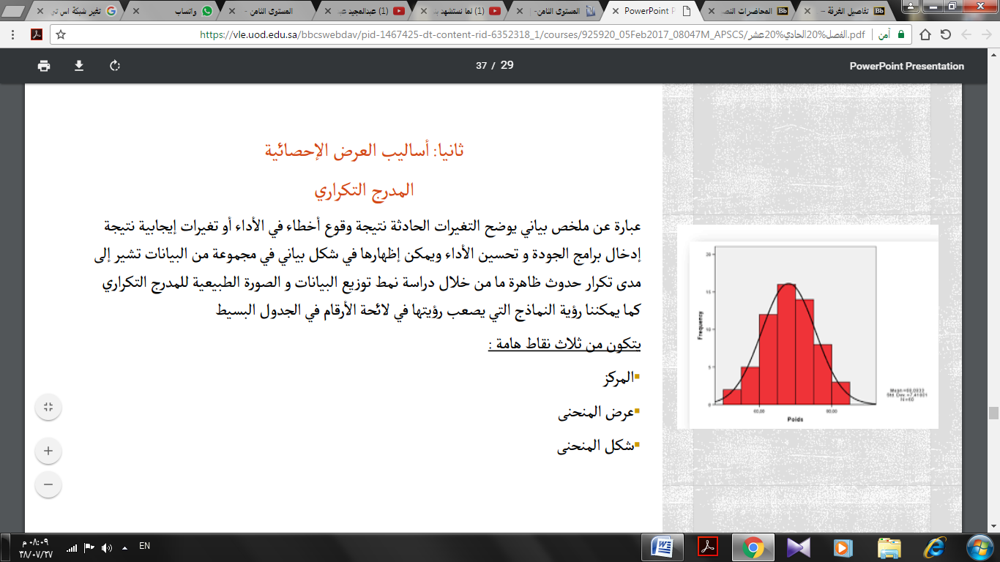 تفاصيل الغرفة –
المحاضرات النص
PowerPoint P
المستوى الثامن- إ
(1) لما نستشهد بد
(1) عبدالمجيد عبد
المستوى الثامن -
واتساب
تغير شبكة اس تي
https://vle.uod.edu.sa/bbcswebdav/pid-1467425-dt-content-rid-6352318_1/courses/925920_05Feb2017_08047M_APSCS/الفصل%20الحادي%20عشر.pdf
آمن
PowerPoint Presentation
37 / 29
ثانيا: أساليب العرض الإحصائية
المدرج التكراري
عبارة عن ملخص بياني يوضح التغيرات الحادثة نتيجة وقوع أخطاء في الأداء أو تغيرات إيجابية نتيجة
إدخال برامج الجودة و تحسين الأداء ويمكن إظهارها في شكل بياني في مجموعة من البيانات تشير إلى
مدى تكرار حدوث ظاهرة ما من خلال دراسة نمط توزيع البيانات و الصورة الطبيعية للمدرج التكراري
كما يمكننا رؤية النماذج التي يصعب رؤيتها في لائحة الأرقام في الجدول البسيط
يتكون من ثلاث نقاط هامة :
المركز
عرض المنحنى
شكل المنحنى
Frequency
20
15
10
5
0
60,00 80,00
Poids
Mean =68,0833
Std. Dev. =7,41801
N =60
EN
٠٨:٠٩ م
٣٨/٠٧/٢٧